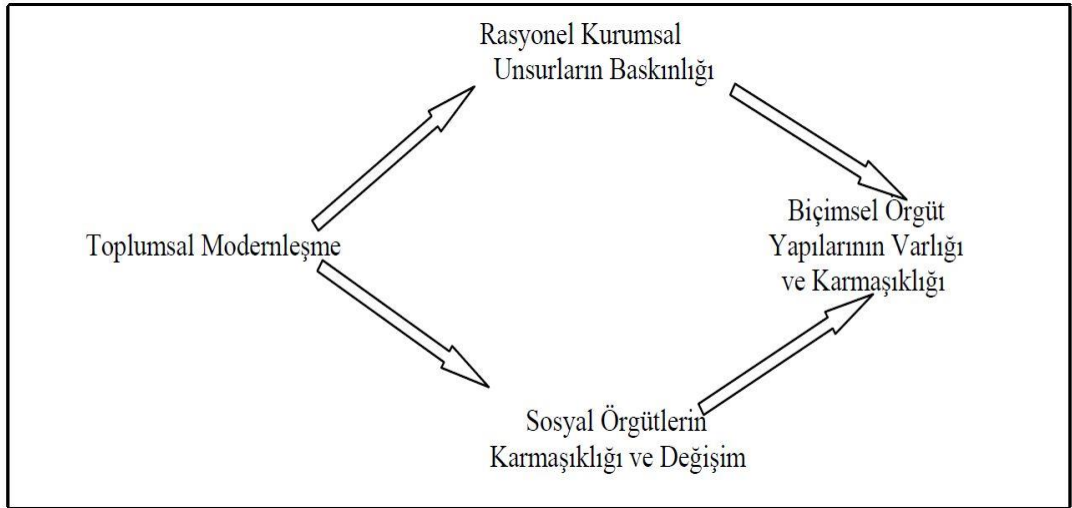 Rasyonel Kurumsal
Unsurların Baskınlığı
Toplumsal Modernleşme
Biçimsel Örgüt
Yapılarının Varlığı
ve Karmaşıklığı
Sosyal Örgütlerin
Karmaşıklığı ve Değişim